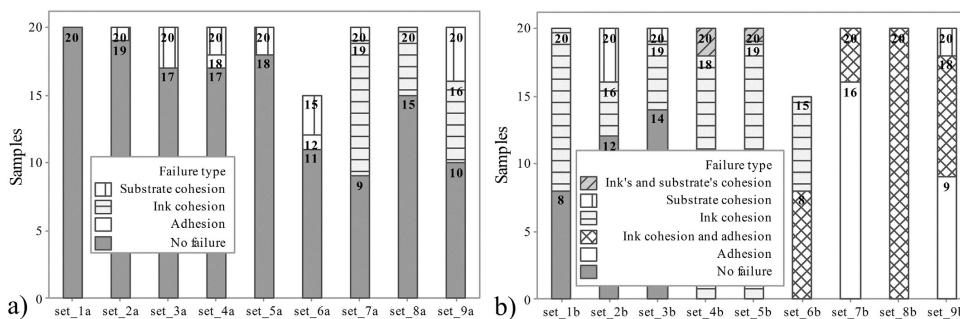 20
15
10
5
0
Samples
20
20
19
20
17
20
18
17
20
18
15
12
11
20
19
9
20
15
20
16
10
Failure type
Substrate cohesion
Ink cohesion
Adhesion
No failure
set_1a set_2a set_3a set_4a set_5a set_6a set_7a set_8a set_9a
a)
20
15
10
5
0
Samples
20
8
20
16
12
20
19
14
20
18
20
19
15
8
20
16
20
20
18
9
Failure type
Ink's and substrate's cohesion
Substrate cohesion
Ink cohesion
Ink cohesion and adhesion
Adhesion
No failure
set_1b set_2b set_3b set_4b set_5b set_6b set_7b set_8b set_9b
b)